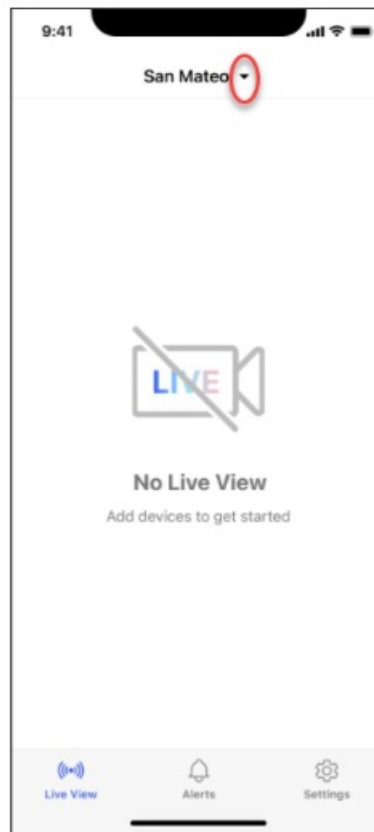 9:41
San Mateo
LIVE
No Live View
Add devices to get started
Live View
Alerts
Settings